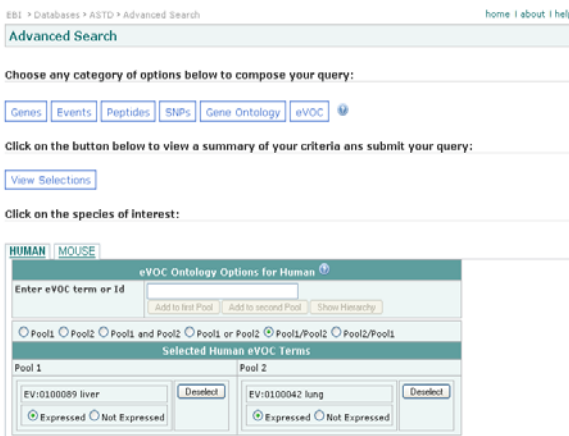 EBI > Databases > ASTD > Advanced Search
home | about | hel
Advanced Search
Choose any category of options below to compose your query:
Genes Events Peptides SNPs Gene Ontology eVOC ?
Click on the button below to view a summary of your criteria ans submit your query:
View Selections
Click on the species of interest:
HUMAN MOUSE
eVOC Ontology Options for Human ?
Enter eVOC term or Id
Add to first Pool Add to second Pool Show Hierarchy
Pool1 Pool2 Pool1 and Pool2 Pool1 or Pool2 Pool1/Pool2 Pool2/Pool1
Selected Human eVOC Terms
Pool 1 Pool 2
EV:0100089 liver Deselect EV:0100042 lung Deselect
Expressed Not Expressed Expressed Not Expressed